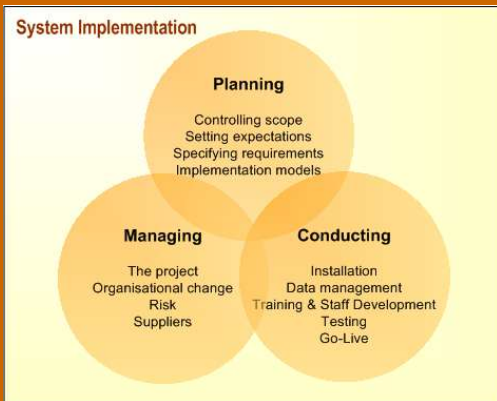 System Implementation
Planning
Controlling scope
Setting expectations
Specifying requirements
Implementation models
Managing
The project
Organisational change
Risk
Suppliers
Conducting
Installation
Data management
Training & Staff Development
Testing
Go-Live